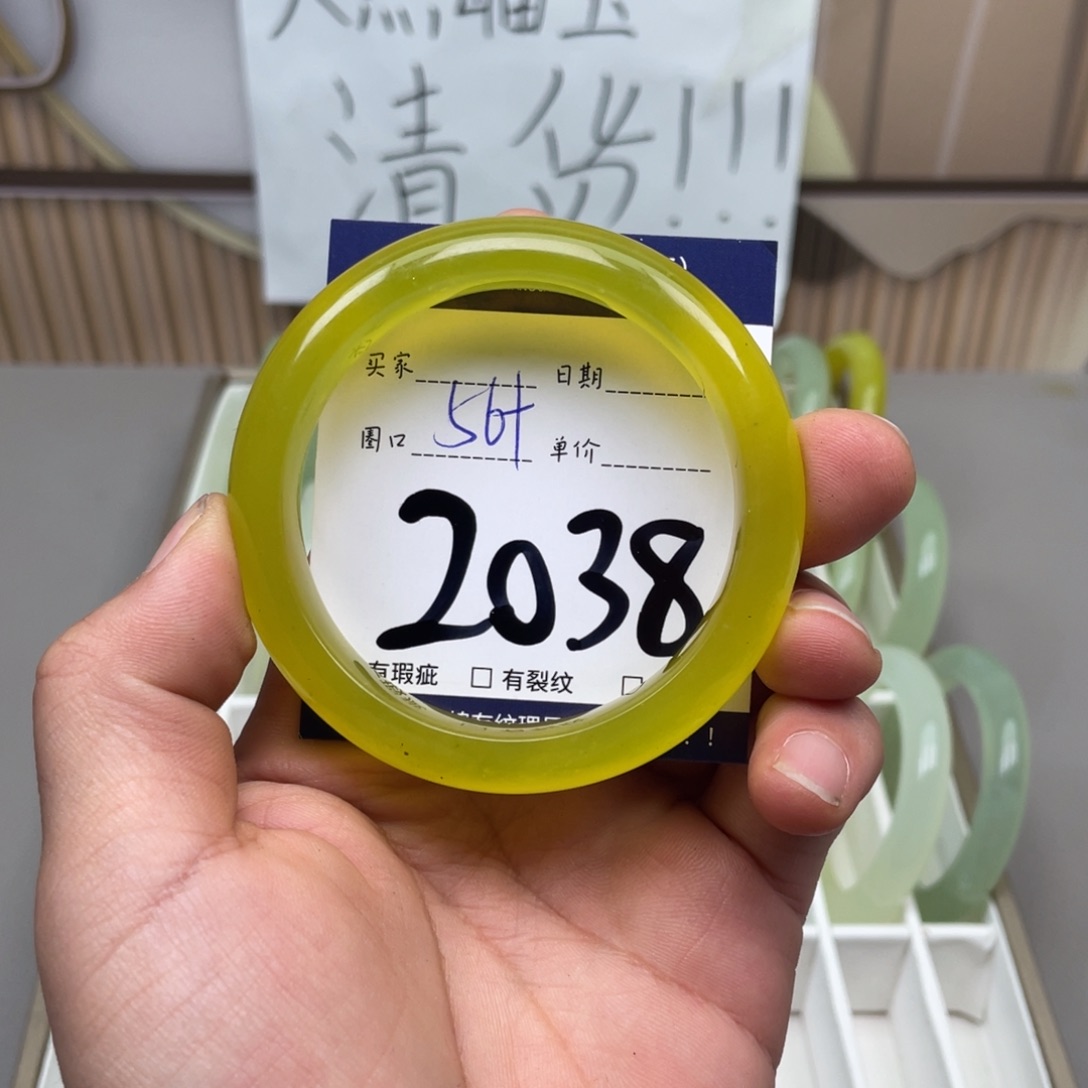 清货!!!
买家 日期
圈口 56+ 单价
2038
有瑕疵 □ 有裂纹 □